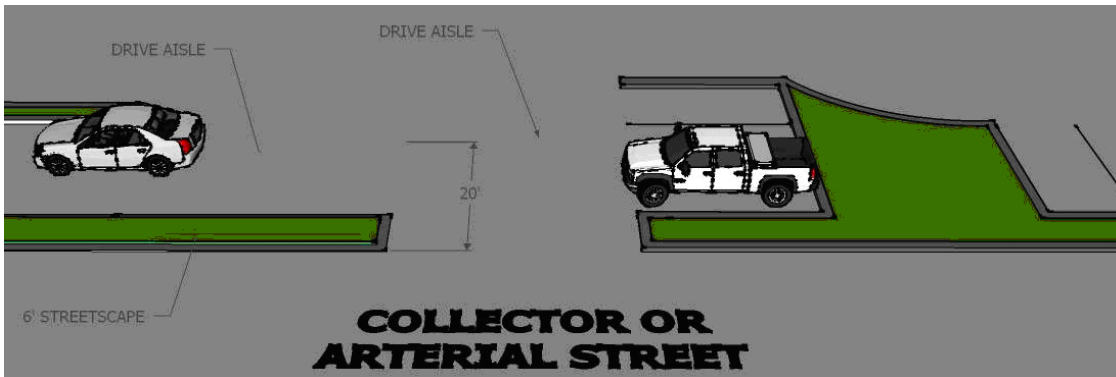 DRIVE AISLE
DRIVE AISLE
20'
6' STREETSCAPE
COLLECTOR OR
ARTERIAL STREET